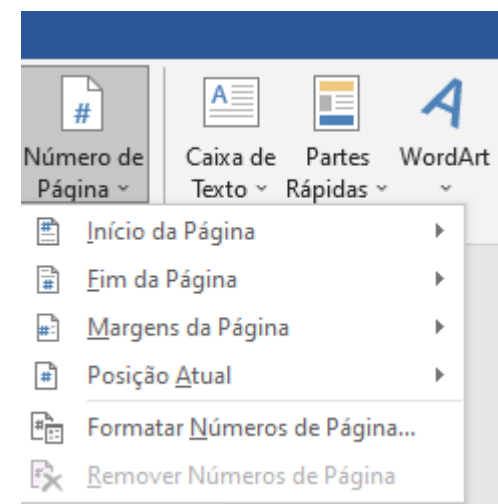 Número de Página
Caixa de Texto
Partes Rápidas
WordArt
Início da Página
Fim da Página
Margens da Página
Posição Atual
Formatar Números de Página...
Remover Números de Página